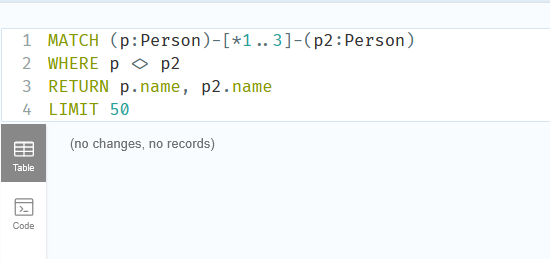 1 MATCH (p:Person)-[*1..3]-(p2:Person)
2 WHERE p <> p2
3 RETURN p.name, p2.name
4 LIMIT 50
(no changes, no records)
Table
Code